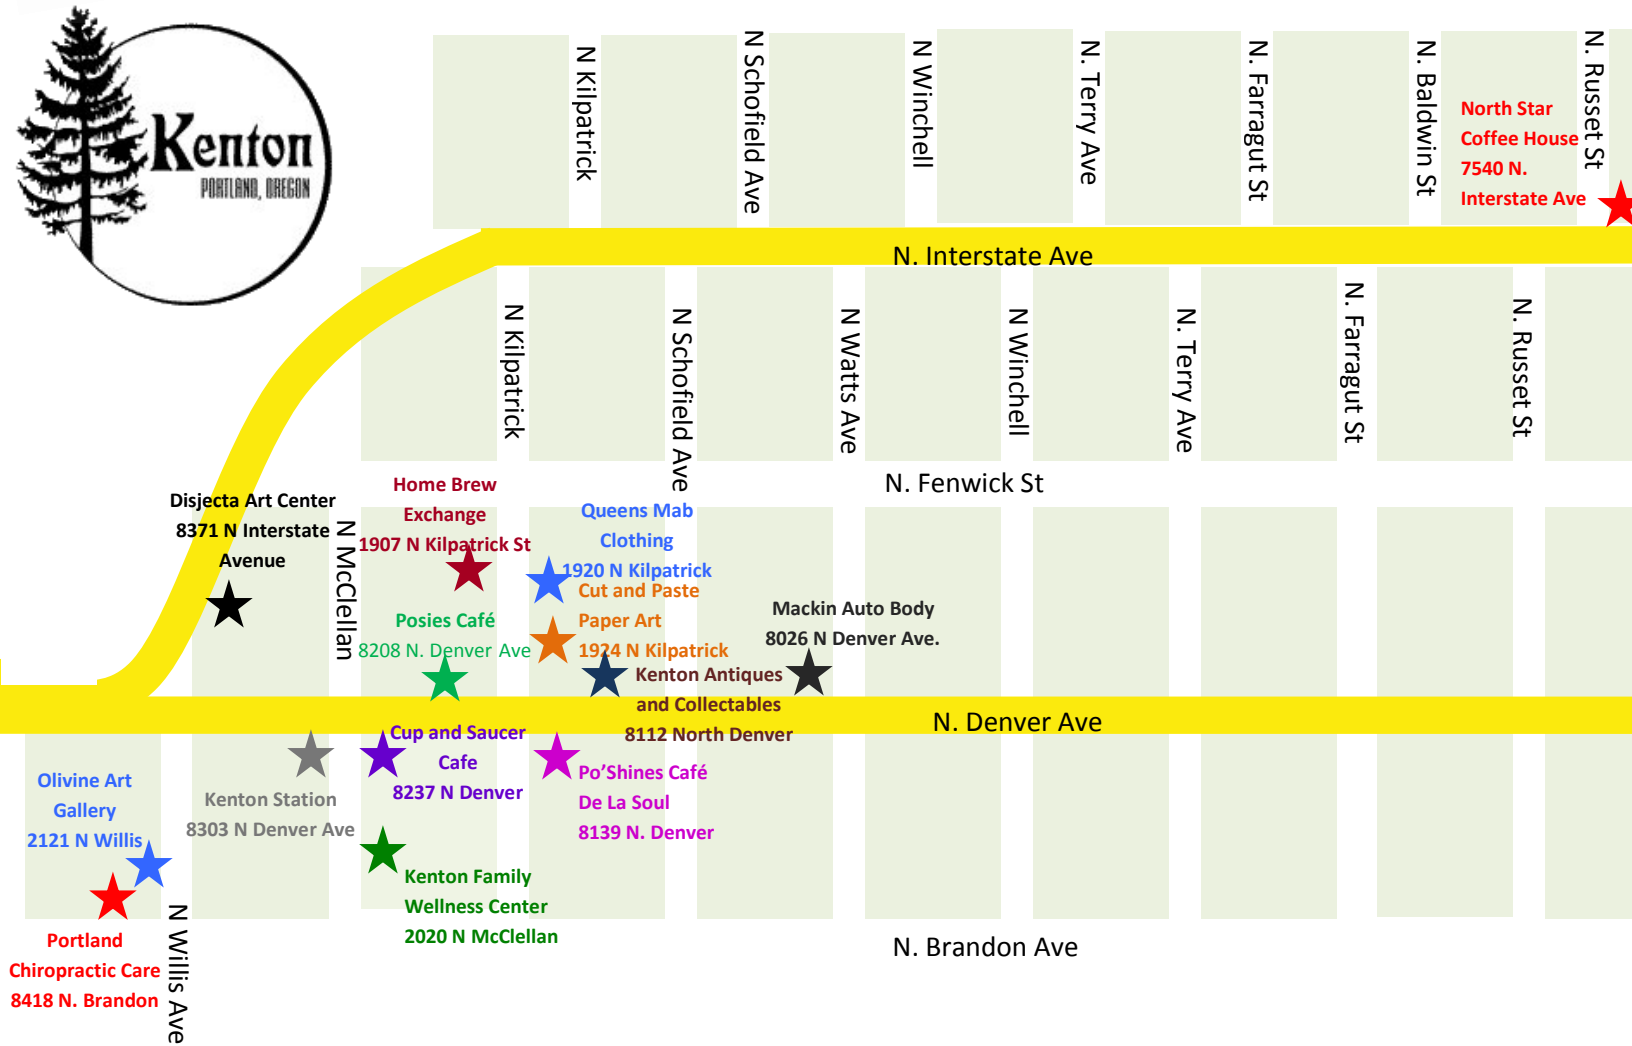 Kenton
PORTLAND, OREGON
N Kilpatrick
N Schofield Ave
N Winchell
N. Terry Ave
N. Farragut St
N. Baldwin St
N. Russet St
North Star
Coffee House
7540 N.
Interstate Ave
N. Interstate Ave
N Kilpatrick
N Schofield Ave
N Watts Ave
N Winchell
N. Terry Ave
N. Farragut St
N. Russet St
N. Fenwick St
Disjecta Art Center
8371 N Interstate
Avenue
N McClellan
Home Brew
Exchange
1907 N Kilpatrick St
Queens Mab
Clothing
1920 N Kilpatrick
Cut and Paste
Paper Art
1924 N Kilpatrick
Posies Café
8208 N. Denver Ave
Mackin Auto Body
8026 N Denver Ave.
Kenton Antiques
and Collectables
8112 North Denver
N. Denver Ave
Cup and Saucer
Cafe
8237 N Denver
Po’Shines Café
De La Soul
8139 N. Denver
Kenton Station
8303 N Denver Ave
Olivine Art
Gallery
2121 N Willis
Kenton Family
Wellness Center
2020 N McClellan
Portland
Chiropractic Care
8418 N. Brandon
N Willis Ave
N. Brandon Ave